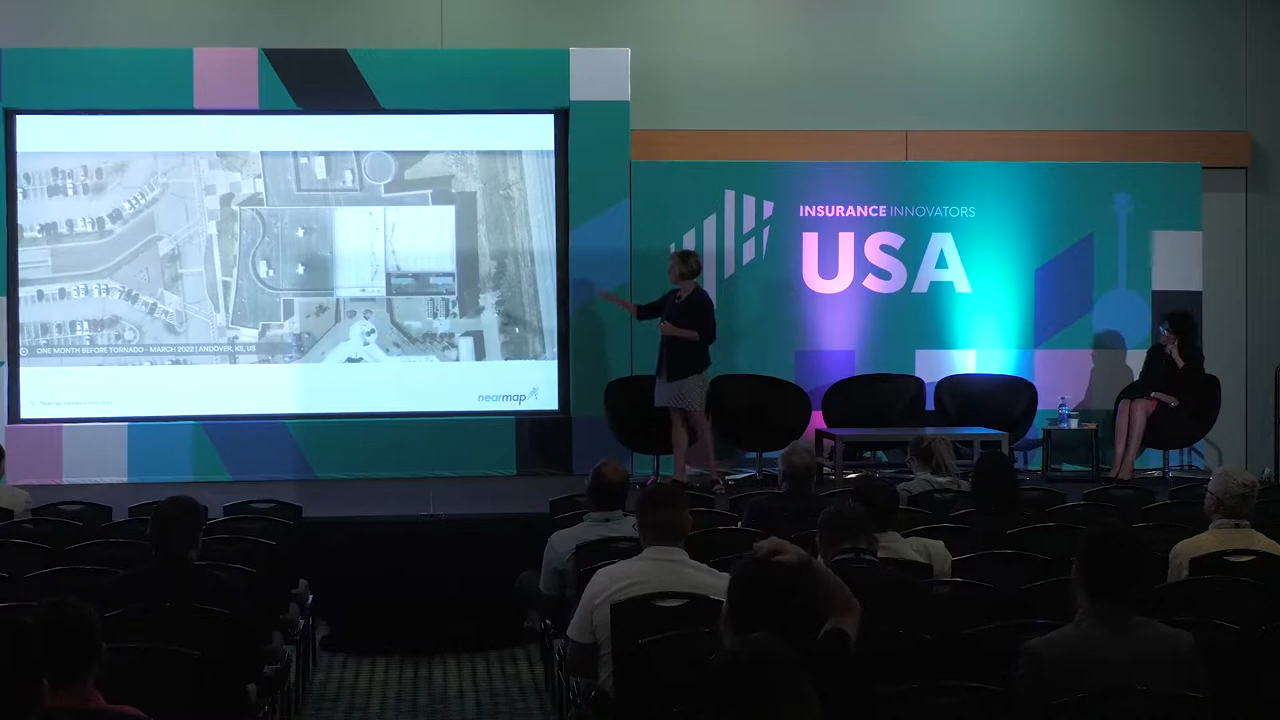 INSURANCE INNOVATORS
USA
ONE MONTH BEFORE TORNADO - MARCH 2022 | ANDOVER, KS, US
nearmap